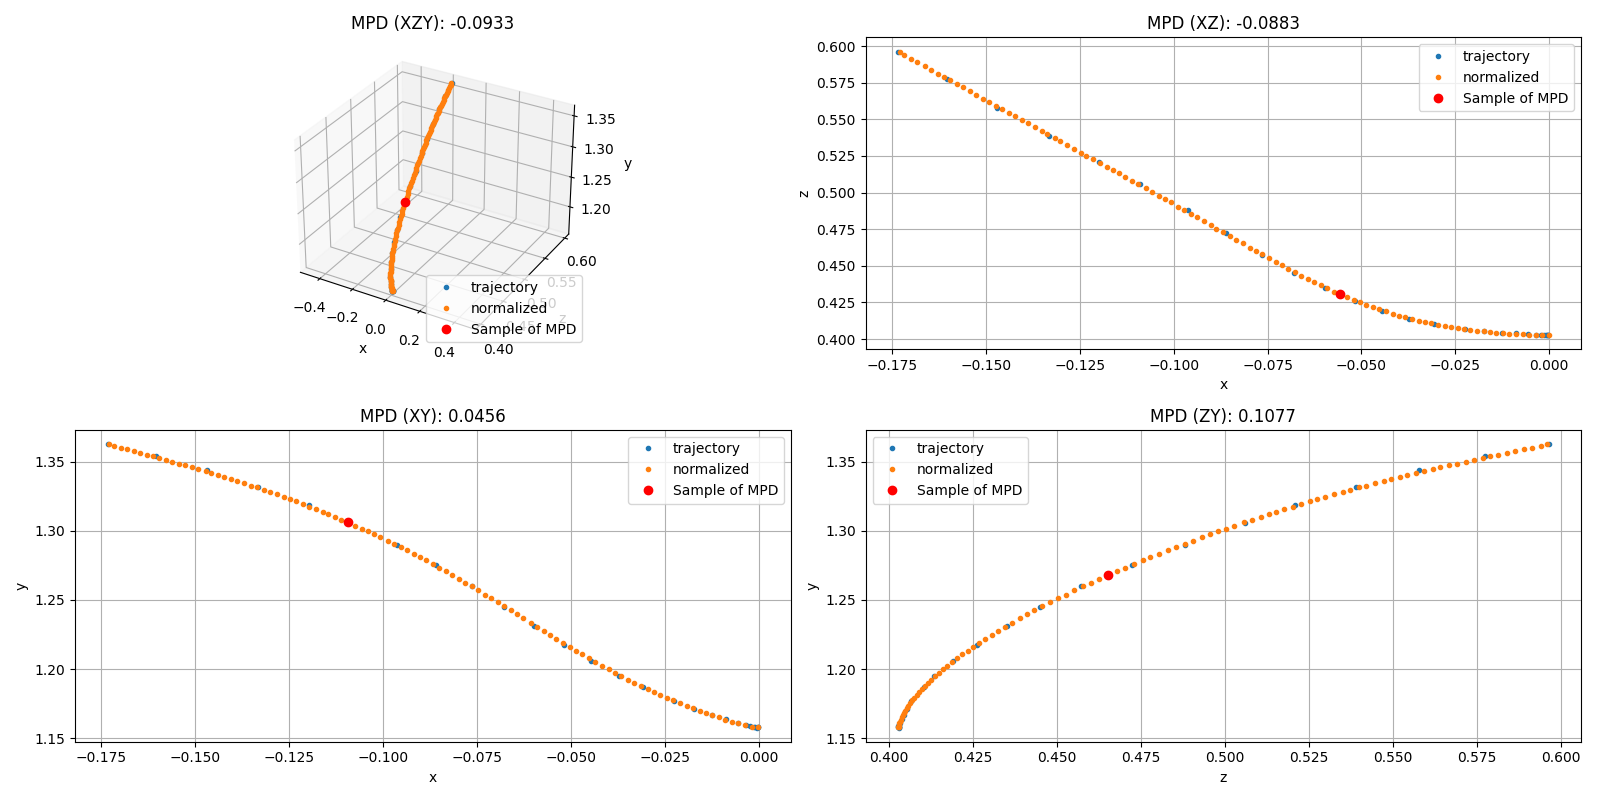 MPD (XZY): -0.0933
1.35
1.30
1.25
1.20
y
0.60
0.55
0.50
0.45
0.40
z
−0.4
−0.2
0.0
0.2
0.4
x
trajectory
normalized
Sample of MPD
MPD (XZ): -0.0883
0.600
0.575
0.550
0.525
0.500
0.475
0.450
0.425
0.400
z
−0.175
−0.150
−0.125
−0.100
−0.075
−0.050
−0.025
0.000
x
trajectory
normalized
Sample of MPD
MPD (XY): 0.0456
1.35
1.30
1.25
1.20
1.15
y
−0.175
−0.150
−0.125
−0.100
−0.075
−0.050
−0.025
0.000
x
trajectory
normalized
Sample of MPD
MPD (ZY): 0.1077
1.35
1.30
1.25
1.20
1.15
y
0.400
0.425
0.450
0.475
0.500
0.525
0.550
0.575
0.600
z
trajectory
normalized
Sample of MPD